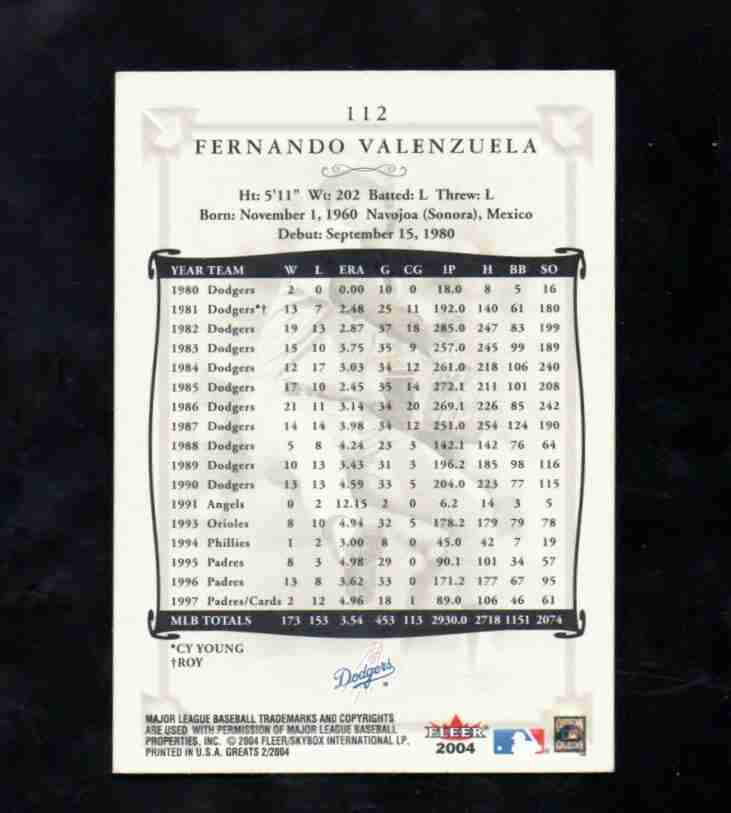 112
FERNANDO VALENZUELA
Ht: 5'11" Wt: 202 Batted: L Threw: L
Born: November 1, 1960 Navojoa (Sonora), Mexico
Debut: September 15, 1980
YEAR TEAM W L ERA G CG IP H BB SO
1980 Dodgers 2 0 0.00 10 0 18.0 8 5 16
1981 Dodgers*† 13 7 2.48 25 11 192.0 140 61 180
1982 Dodgers 19 13 2.87 37 18 285.0 247 83 199
1983 Dodgers 15 10 3.75 35 9 257.0 245 99 189
1984 Dodgers 12 17 3.03 34 12 261.0 218 106 240
1985 Dodgers 17 10 2.45 35 14 272.1 211 101 208
1986 Dodgers 21 11 3.14 34 20 269.1 226 85 242
1987 Dodgers 14 14 3.98 34 12 251.0 254 124 190
1988 Dodgers 5 8 4.24 23 3 142.1 142 76 64
1989 Dodgers 10 13 3.43 31 3 196.2 185 98 116
1990 Dodgers 13 13 4.59 33 5 204.0 223 77 115
1991 Angels 0 2 12.15 2 0 6.2 14 3 5
1993 Orioles 8 10 4.94 32 5 178.2 179 79 78
1994 Phillies 1 2 3.00 8 0 45.0 42 7 19
1995 Padres 8 3 4.98 29 0 90.1 101 34 57
1996 Padres 13 8 3.62 33 0 171.2 177 67 95
1997 Padres/Cards 2 12 4.96 18 1 89.0 106 46 61
MLB TOTALS 173 153 3.54 453 113 2930.0 2718 1151 2074
*CY YOUNG
†ROY
Dodgers
MAJOR LEAGUE BASEBALL TRADEMARKS AND COPYRIGHTS
ARE USED WITH PERMISSION OF MAJOR LEAGUE BASEBALL
PROPERTIES, INC. © 2004 FLEER/SKYBOX INTERNATIONAL LP.
PRINTED IN U.S.A. GREATS 2/2004
FLEER
2004